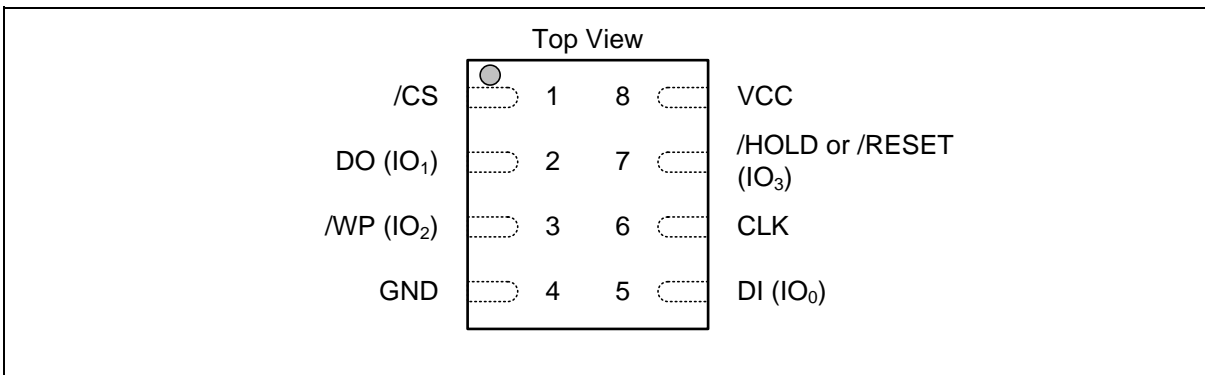 Top View
/CS 1 8 VCC
DO (IO₁) 2 7 /HOLD or /RESET
(IO₃)
/WP (IO₂) 3 6 CLK
GND 4 5 DI (IO₀)